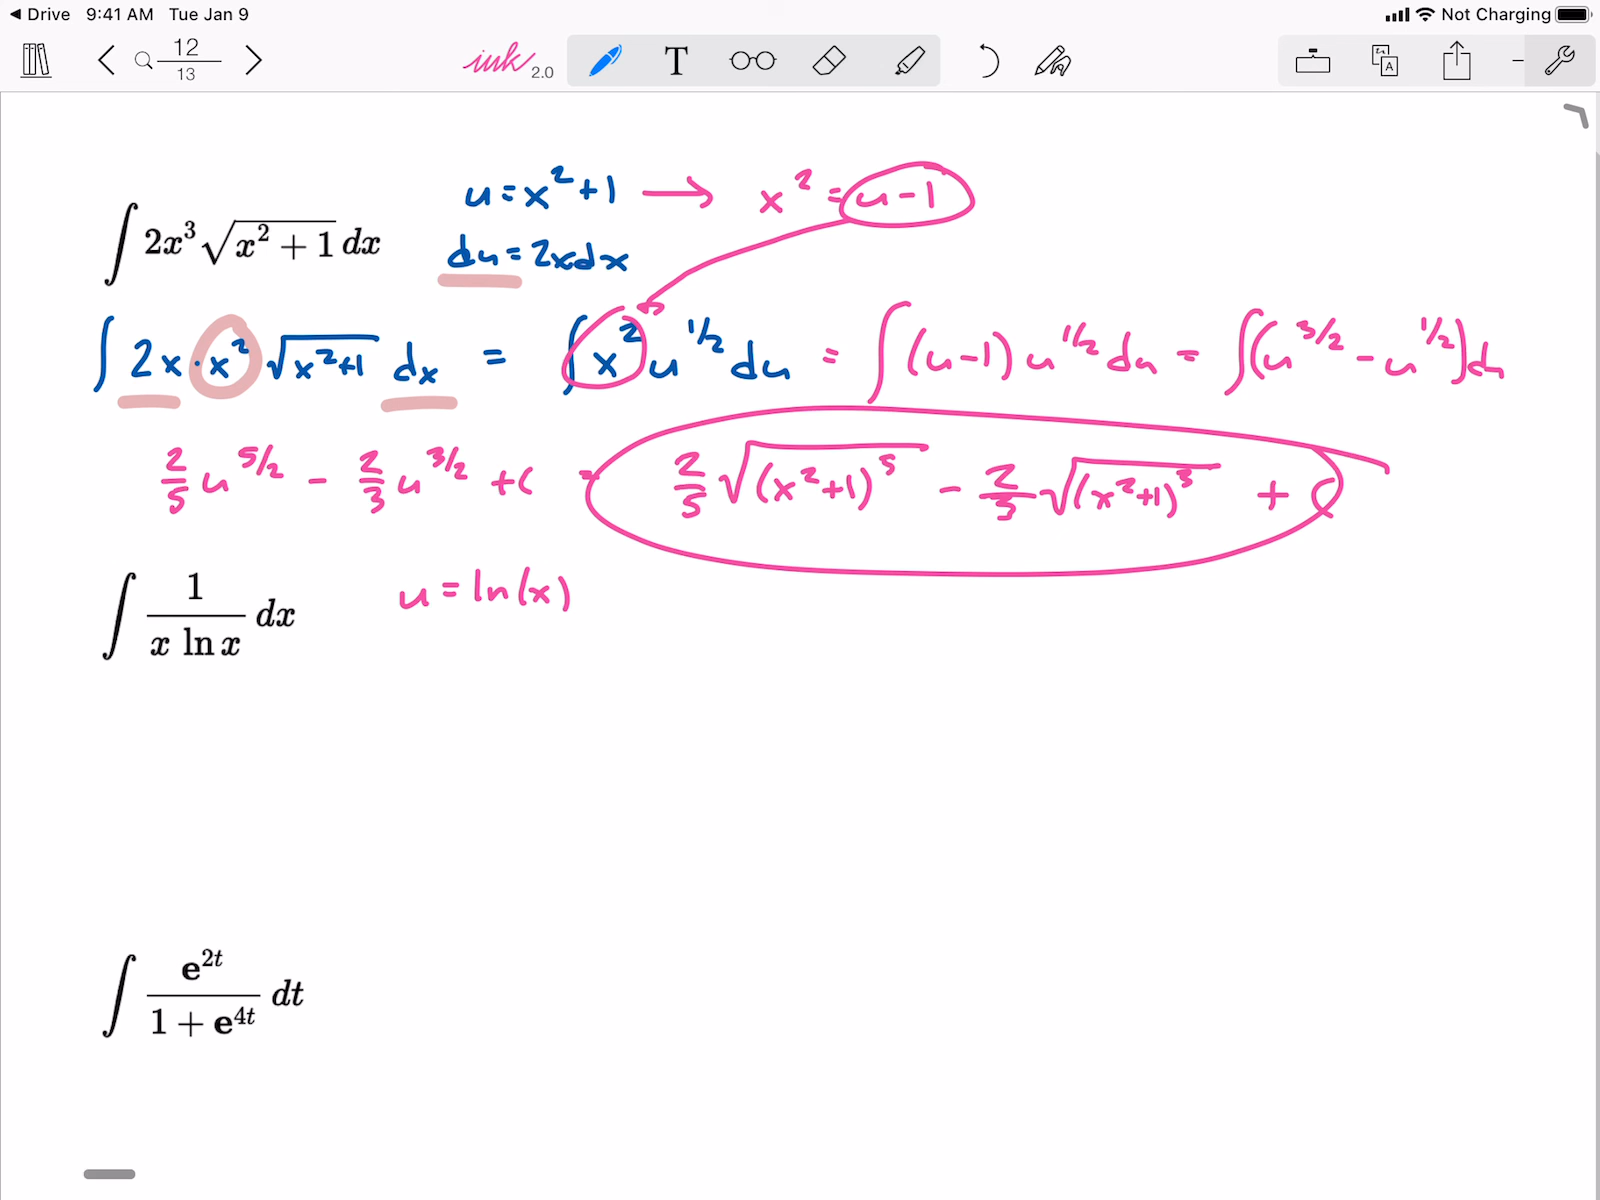 Drive 9:41 AM Tue Jan 9 Not Charging
12
13
ink 2.0 T
u = x² + 1 → x² = u - 1
∫ 2x³ √(x² + 1) dx
du = 2x dx
∫ 2x · x² √(x²+1) dx = ∫ x² u^(1/2) du = ∫ (u-1) u^(1/2) du = ∫ (u^(3/2) - u^(1/2)) du
2/5 u^(5/2) - 2/3 u^(3/2) + C = 2/5 √((x²+1)^5) - 2/3 √((x²+1)^3) + C
∫ 1/(x ln x) dx u = ln(x)
∫ e^(2t)/(1 + e^(4t)) dt